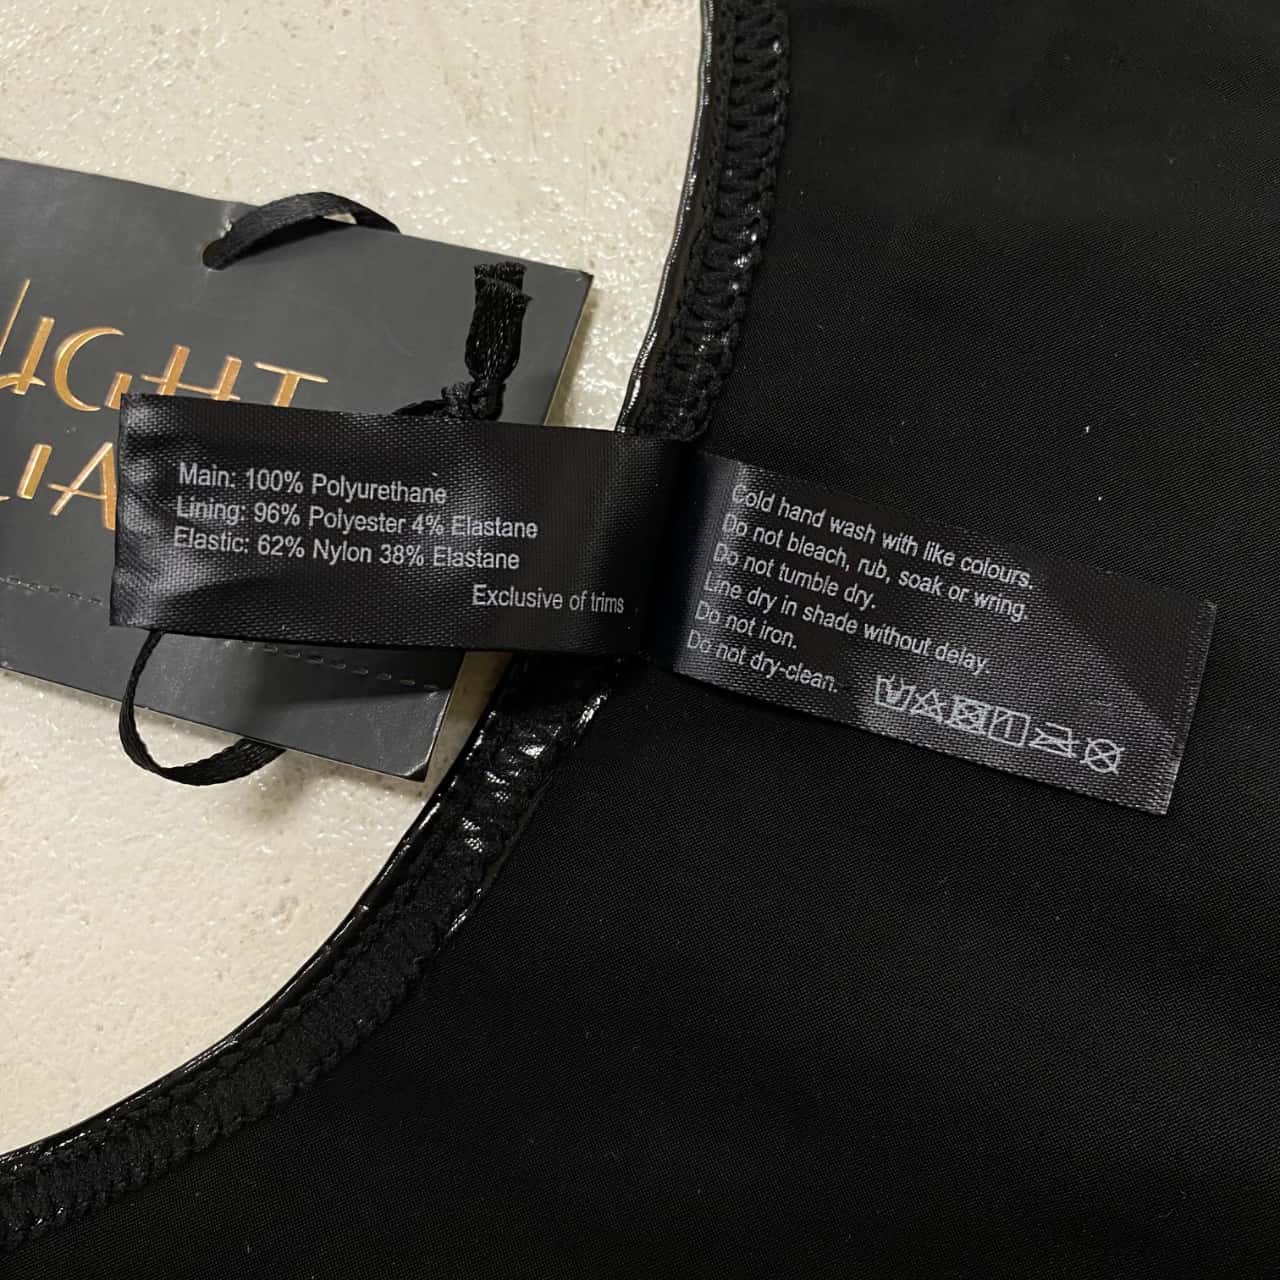 NIGHT
LIA
Main: 100% Polyurethane
Lining: 96% Polyester 4% Elastane
Elastic: 62% Nylon 38% Elastane
Exclusive of trims
Cold hand wash with like colours.
Do not bleach, rub, soak or wring.
Do not tumble dry.
Line dry in shade without delay.
Do not iron.
Do not dry-clean.